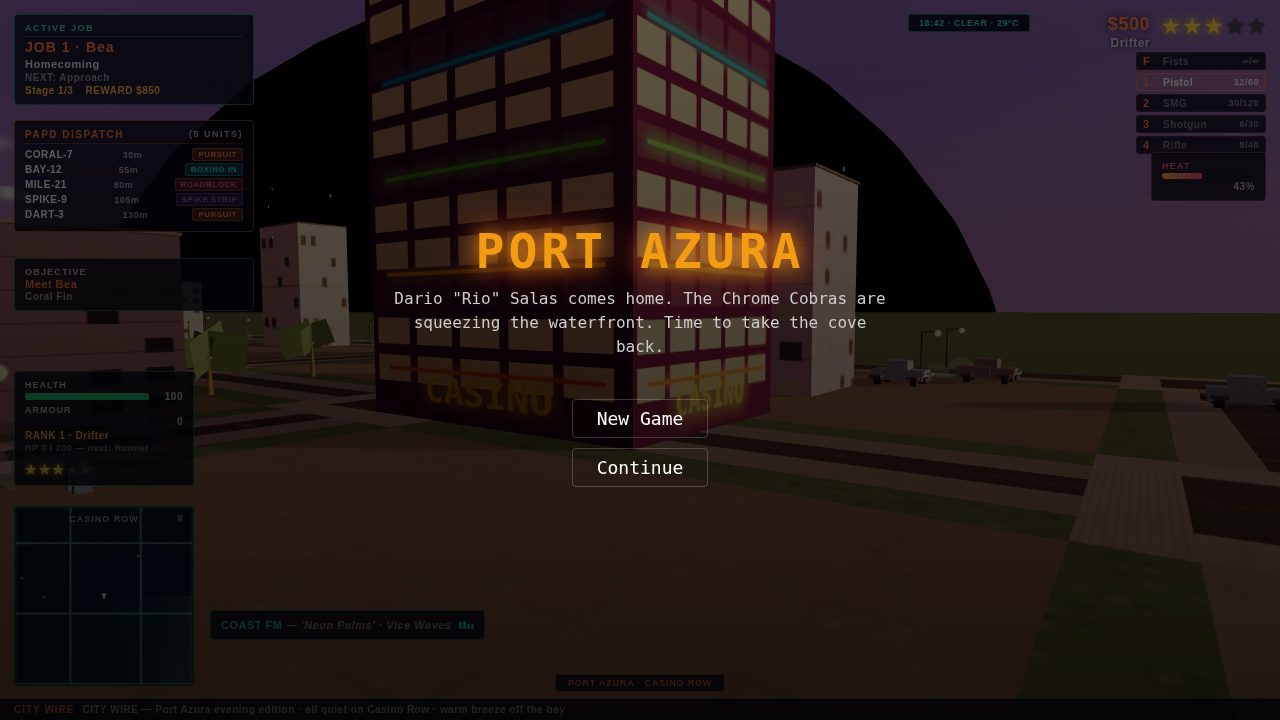 ACTIVE JOB
JOB 1 · Bea
Homecoming
NEXT: Approach
Stage 1/3 REWARD $850
PAPD DISPATCH (5 UNITS)
CORAL-7 30m PURSUIT
BAY-12 55m BOXING IN
MILE-21 80m ROADBLOCK
SPIKE-9 105m SPIKE STRIP
DART-3 130m PURSUIT
OBJECTIVE
Meet Bea
Coral Fin
HEALTH
100
ARMOUR
0
RANK 1 · Drifter
RP 0 / 200 — next: Runner
★★★☆☆
CASINO ROW N
18:42 · CLEAR · 29°C
$500 ★★★★★
Drifter
F Fists ∞/∞
1 Pistol 12/60
2 SMG 30/120
3 Shotgun 6/30
4 Rifle 8/40
HEAT
43%
PORT AZURA
Dario "Rio" Salas comes home. The Chrome Cobras are
squeezing the waterfront. Time to take the cove
back.
CASINO
CASINO
New Game
Continue
COAST FM — 'Neon Palms' · Vice Waves
PORT AZURA · CASINO ROW
CITY WIRE CITY WIRE — Port Azura evening edition · all quiet on Casino Row · warm breeze off the bay